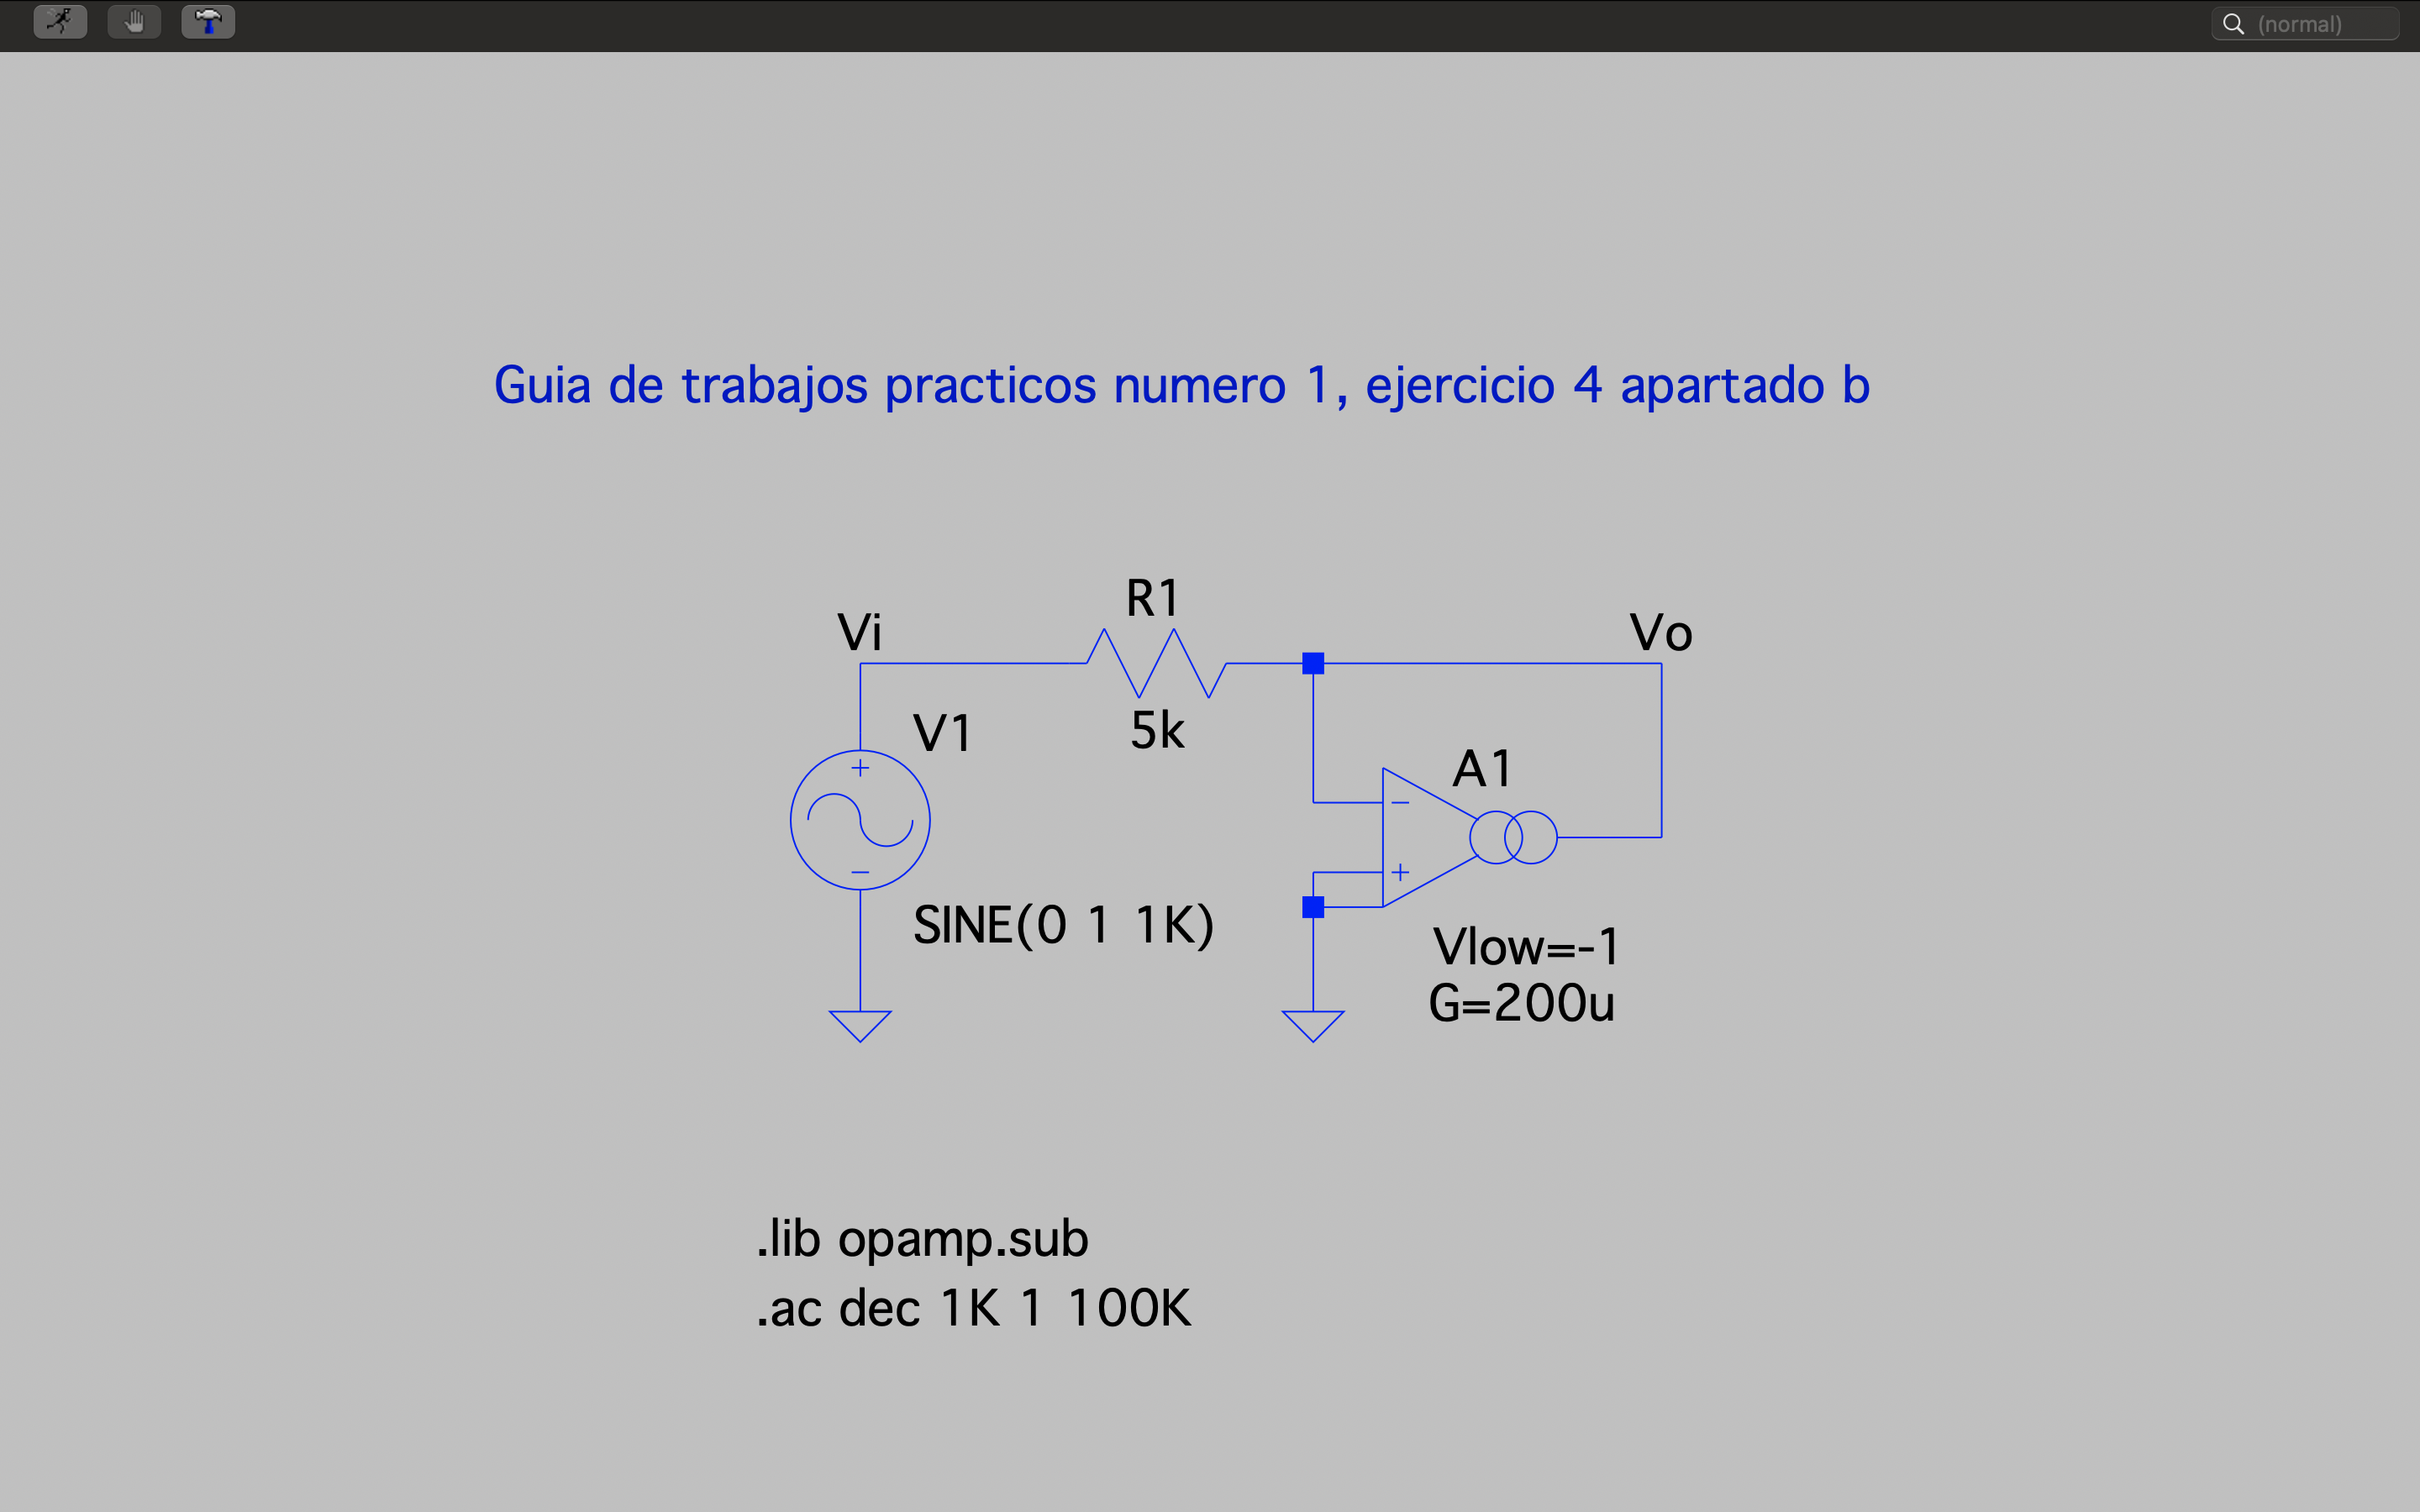 (normal)
Guia de trabajos practicos numero 1, ejercicio 4 apartado b
R1
Vi
Vo
5k
V1
A1
SINE(0 1 1K)
Vlow=-1
G=200u
.lib opamp.sub
.ac dec 1K 1 100K